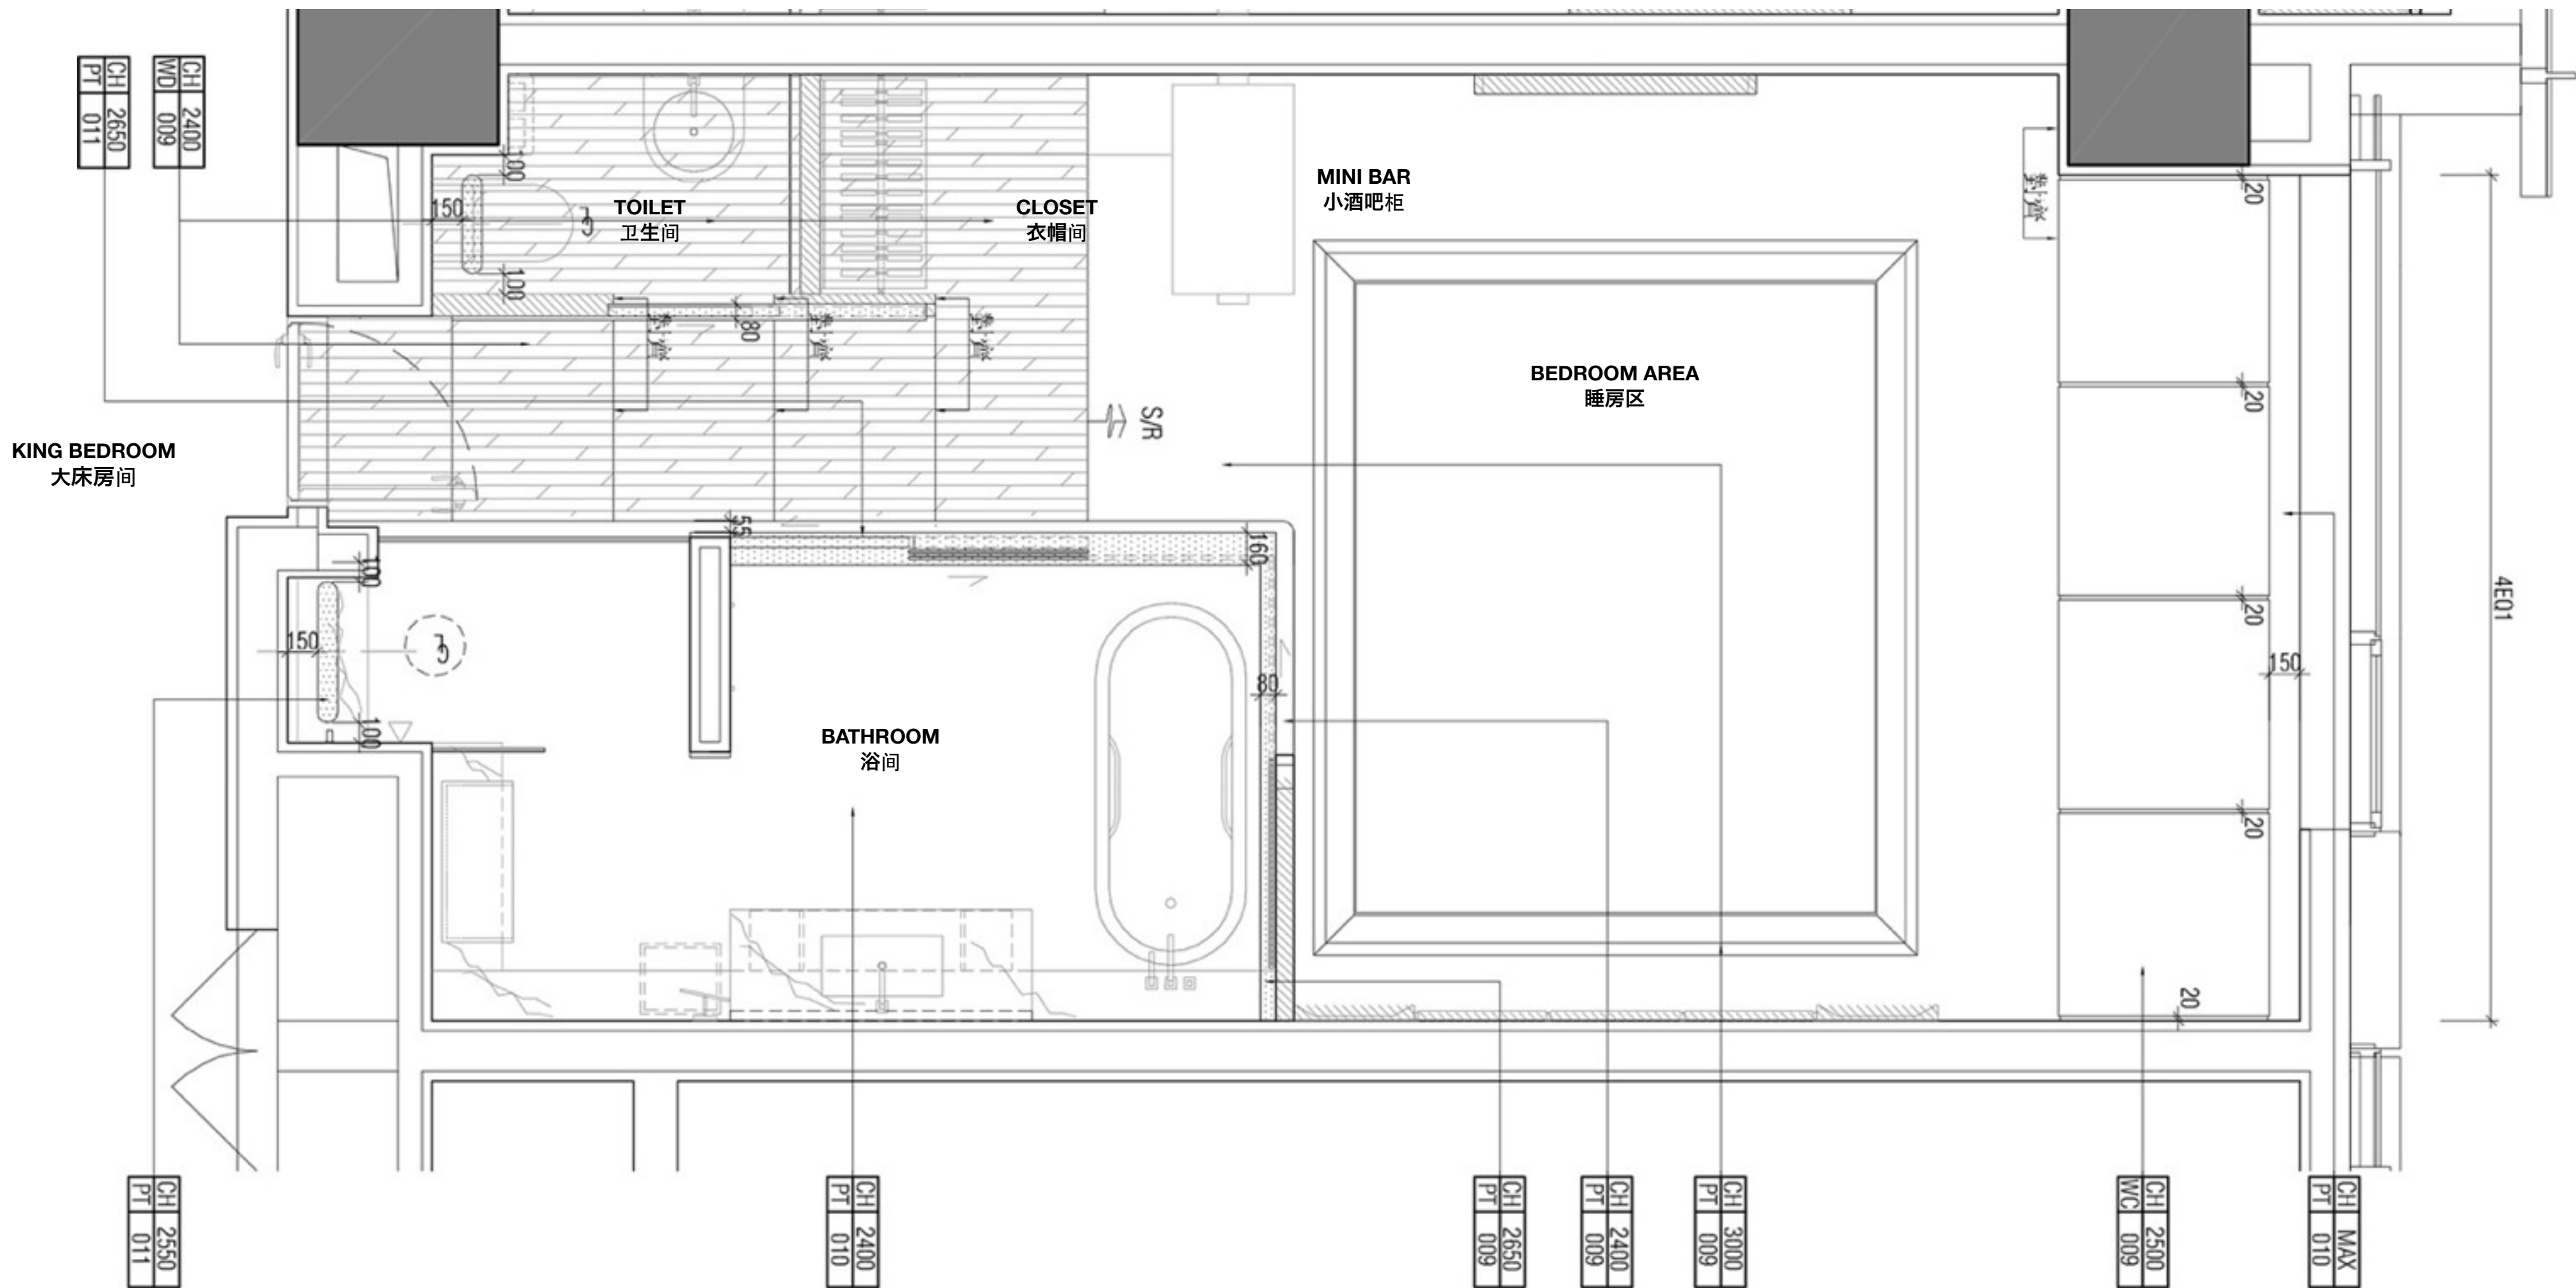 CH 2650
PT 011
CH 2400
WD 009
100
150
100
TOILET
卫生间
CLOSET
衣帽间
MINI BAR
小酒吧柜
80
BEDROOM AREA
睡房区
S/R
KING BEDROOM
大床房间
55
160
100
150
100
80
BATHROOM
浴间
20
20
20
20
20
150
4EQ1
CH 2550
PT 011
CH 2400
PT 010
CH 2650
PT 009
CH 2400
PT 009
CH 3000
PT 009
CH 2500
WC 009
CH MAX
PT 010